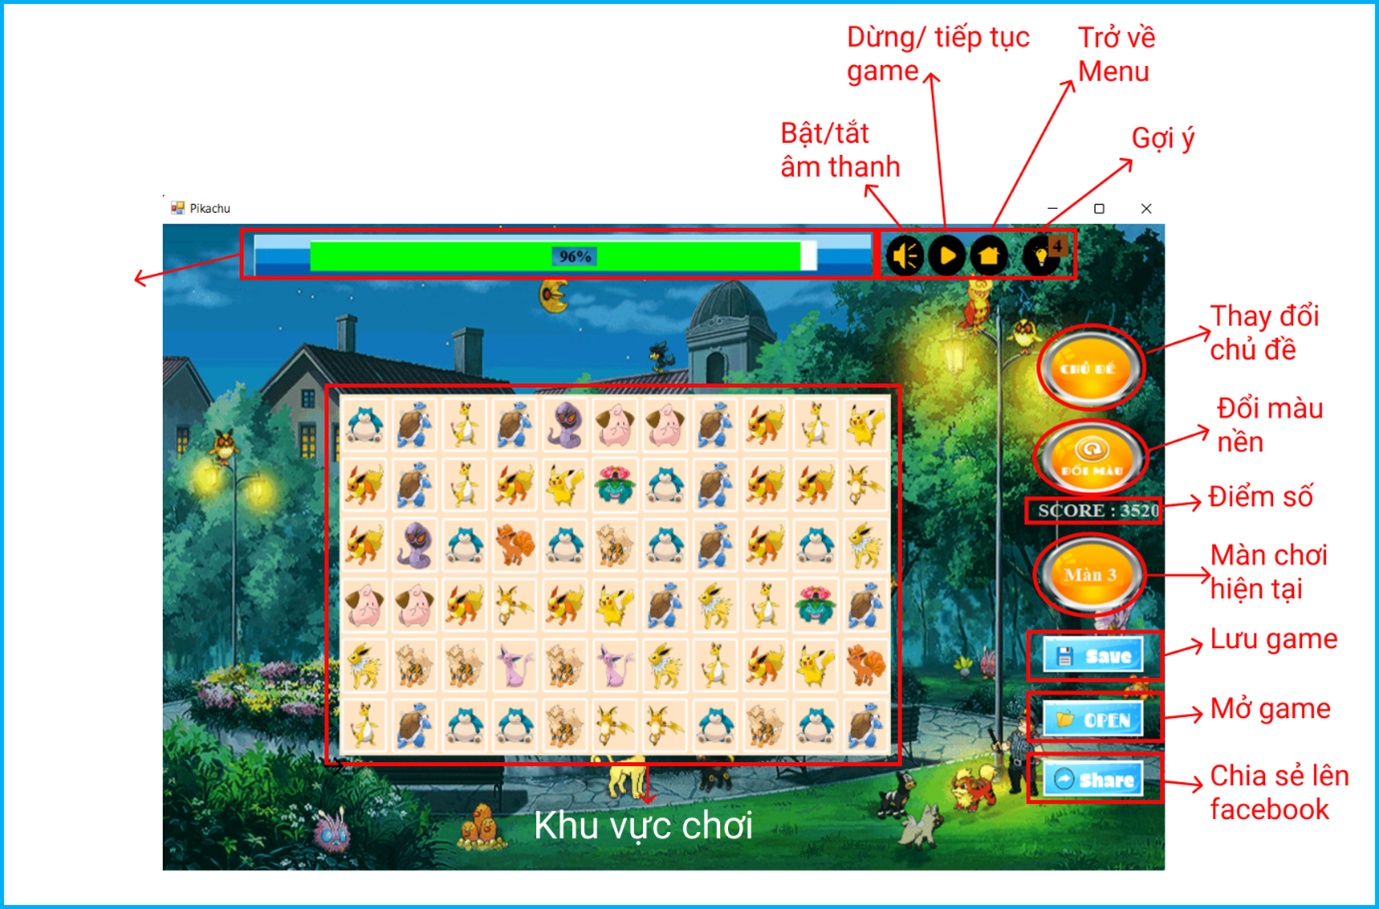 Dừng/ tiếp tục
game
Trở về
Menu
Bật/tắt
âm thanh
Gợi ý
Pikachu
96%
4
Thay đổi
chủ đề
CHỦ ĐỀ
Đổi màu
nền
ĐỔI MÀU
Điểm số
SCORE : 3520
Màn chơi
hiện tại
Màn 3
Lưu game
Save
Mở game
OPEN
Chia sẻ lên
facebook
Share
Khu vực chơi